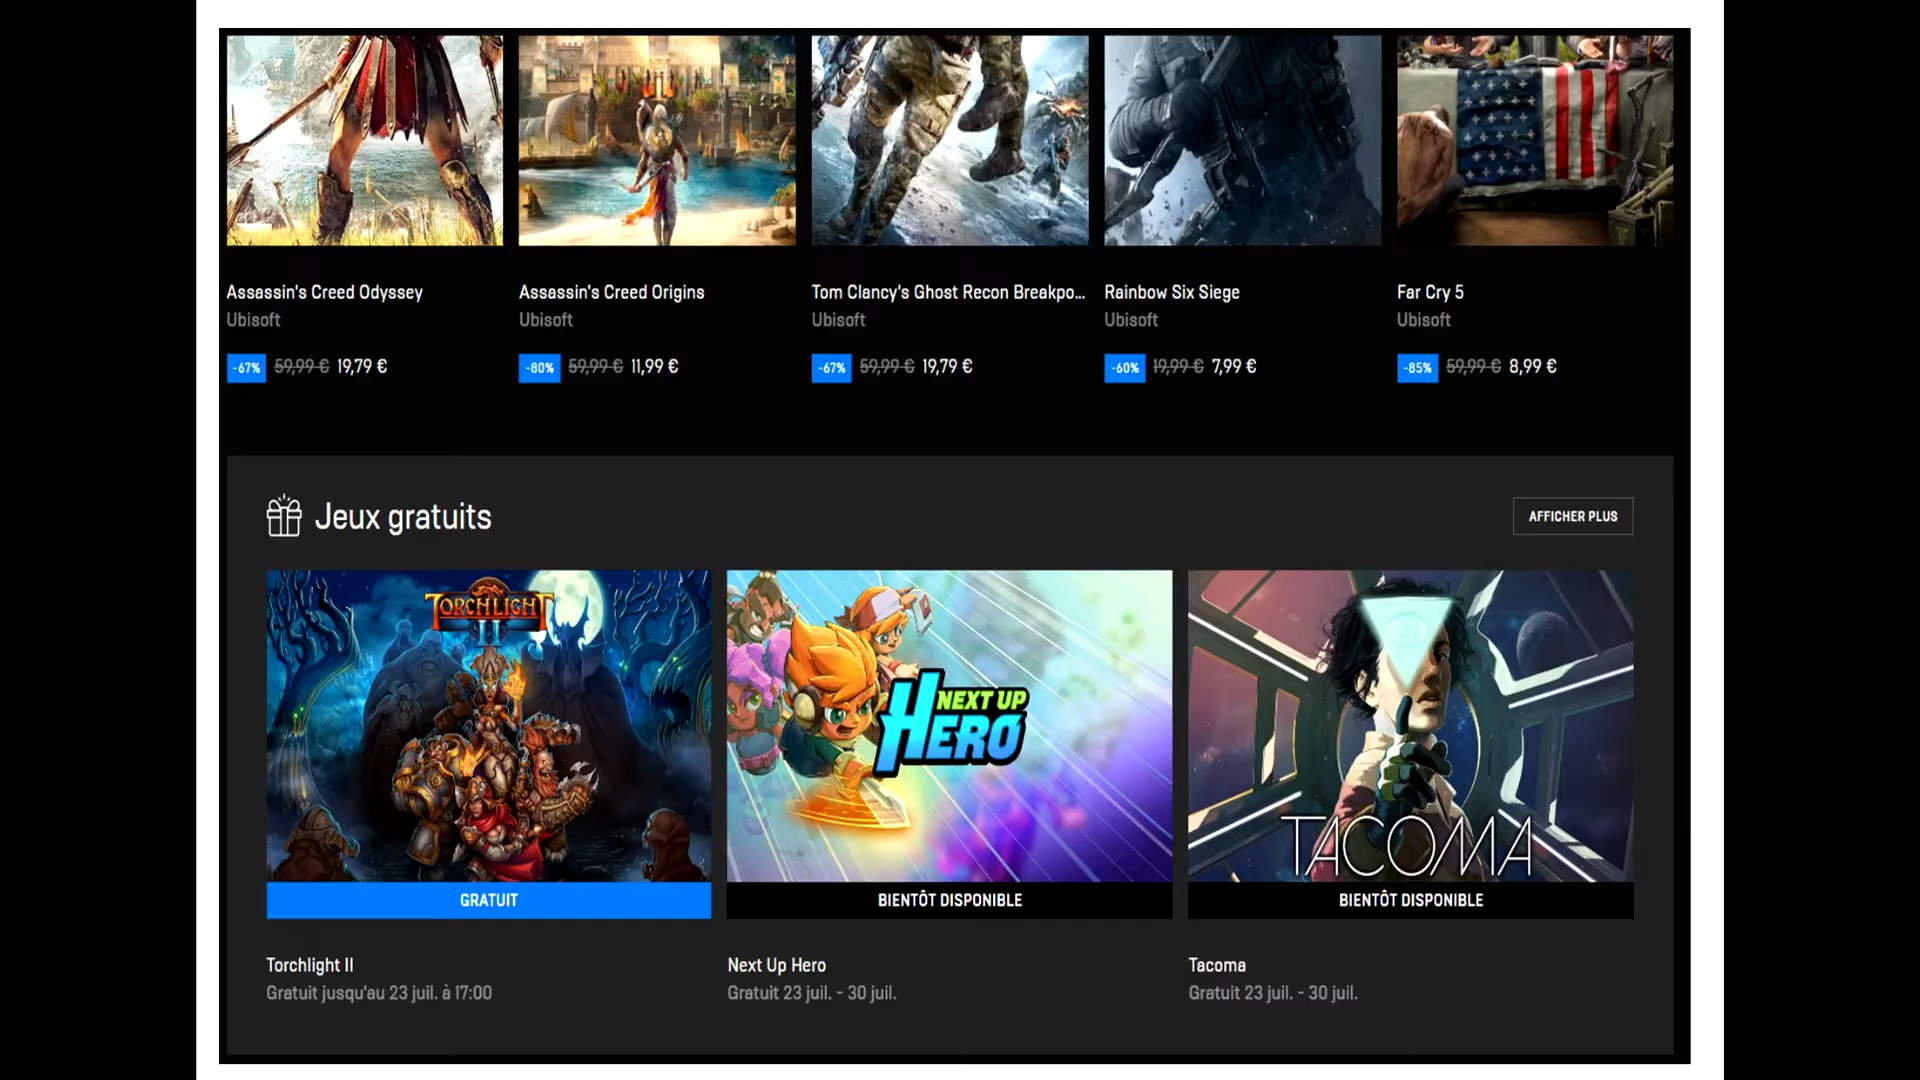 Assassin's Creed Odyssey
Ubisoft
-67% 59,99 € 19,79 €
Assassin's Creed Origins
Ubisoft
-80% 59,99 € 11,99 €
Tom Clancy's Ghost Recon Breakpo...
Ubisoft
-67% 59,99 € 19,79 €
Rainbow Six Siege
Ubisoft
-60% 19,99 € 7,99 €
Far Cry 5
Ubisoft
-85% 59,99 € 8,99 €
Jeux gratuits
AFFICHER PLUS
TORCHLIGHT
II
GRATUIT
Torchlight II
Gratuit jusqu'au 23 juil. à 17:00
NEXT UP
HERO
BIENTÔT DISPONIBLE
Next Up Hero
Gratuit 23 juil. - 30 juil.
TACOMA
BIENTÔT DISPONIBLE
Tacoma
Gratuit 23 juil. - 30 juil.